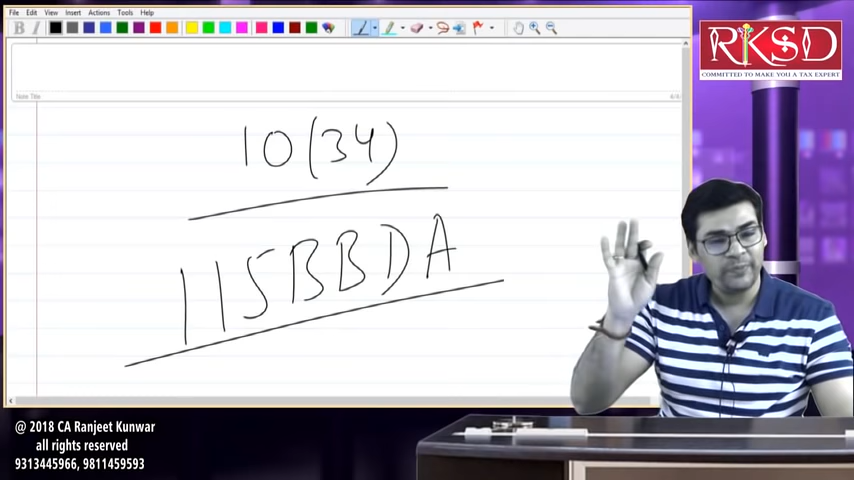 File Edit View Insert Actions Tools Help
B
Note Title
10(34)
115BBDA
RKSD
COMMITTED TO MAKE YOU A TAX EXPERT
@ 2018 CA Ranjeet Kunwar
all rights reserved
9313445966, 9811459593